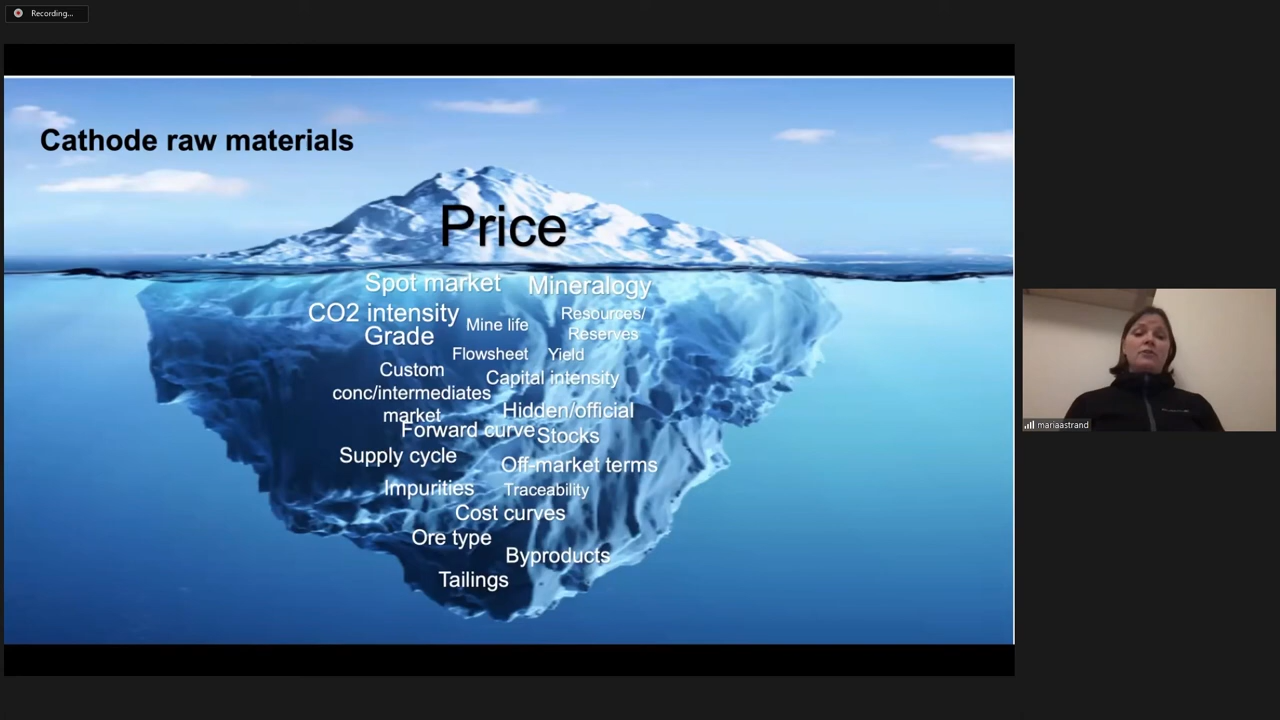 Recording...
Cathode raw materials
Price
Spot market
Mineralogy
CO2 intensity
Resources/
Reserves
Mine life
Grade
Flowsheet
Yield
Custom
conc/intermediates
market
Capital intensity
Hidden/official
Stocks
Forward curve
Supply cycle
Off-market terms
Impurities
Traceability
Cost curves
Ore type
Byproducts
Tailings
mariaastrand